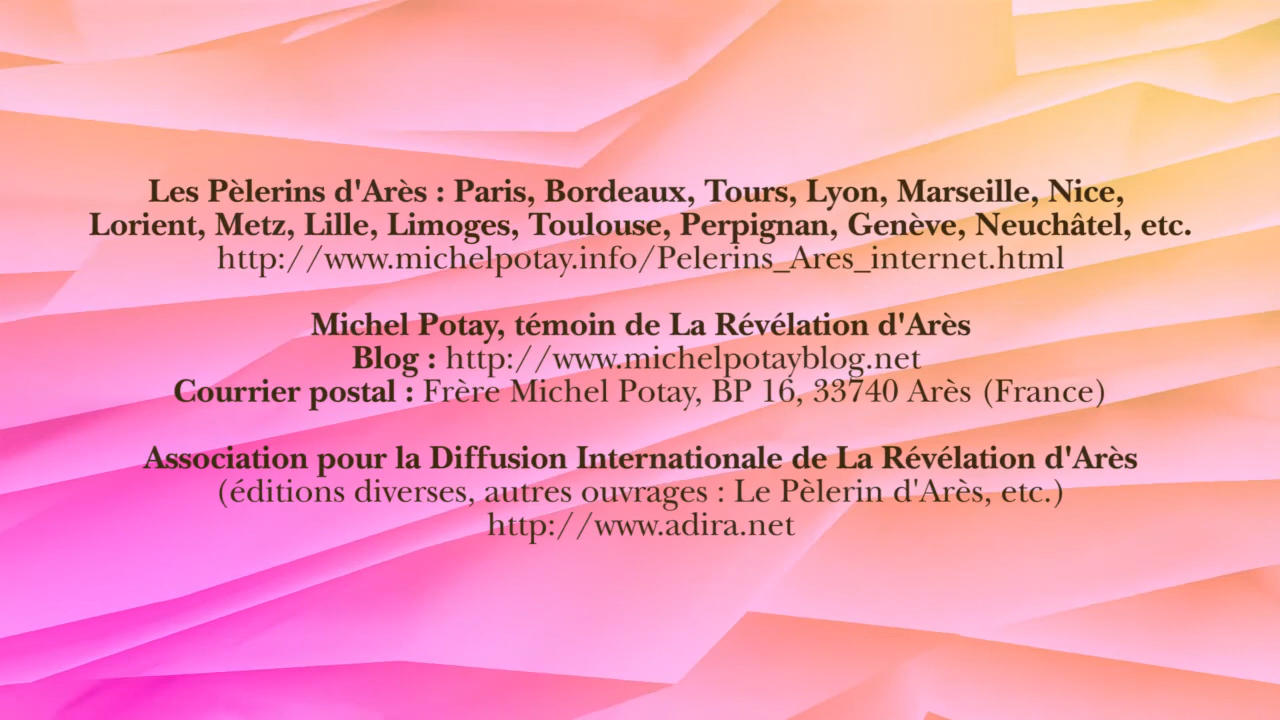 Les Pèlerins d'Arès : Paris, Bordeaux, Tours, Lyon, Marseille, Nice,
Lorient, Metz, Lille, Limoges, Toulouse, Perpignan, Genève, Neuchâtel, etc.
http://www.michelpotay.info/Pelerins_Ares_internet.html
Michel Potay, témoin de La Révélation d'Arès
Blog : http://www.michelpotayblog.net
Courrier postal : Frère Michel Potay, BP 16, 33740 Arès (France)
Association pour la Diffusion Internationale de La Révélation d'Arès
(éditions diverses, autres ouvrages : Le Pèlerin d'Arès, etc.)
http://www.adira.net